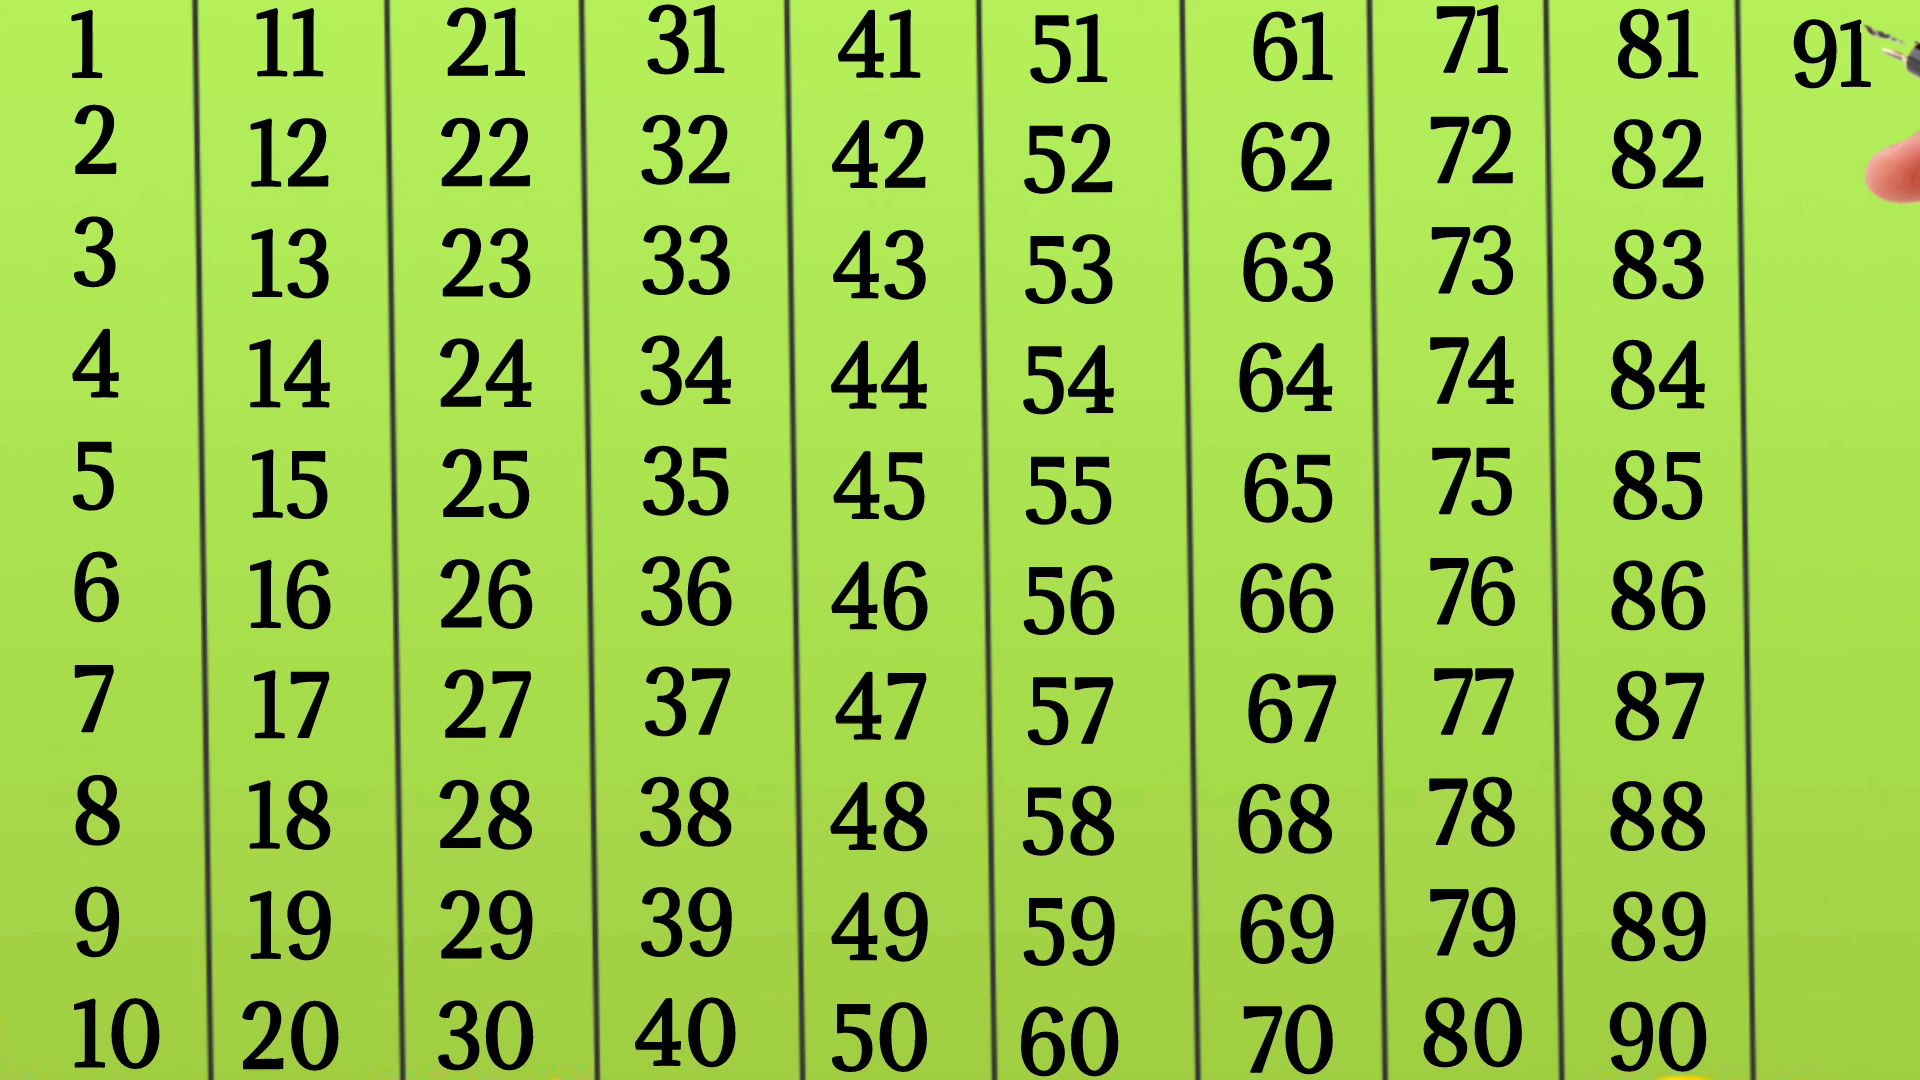 1 11 21 31 41 51 61 71 81 91
2 12 22 32 42 52 62 72 82
3 13 23 33 43 53 63 73 83
4 14 24 34 44 54 64 74 84
5 15 25 35 45 55 65 75 85
6 16 26 36 46 56 66 76 86
7 17 27 37 47 57 67 77 87
8 18 28 38 48 58 68 78 88
9 19 29 39 49 59 69 79 89
10 20 30 40 50 60 70 80 90